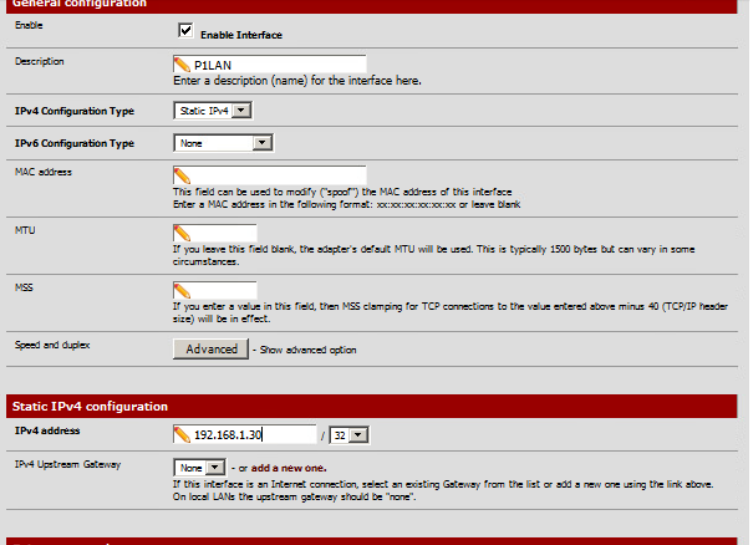 General configuration
Enable
Enable Interface
Description
P1LAN
Enter a description (name) for the interface here.
IPv4 Configuration Type
Static IPv4
IPv6 Configuration Type
None
MAC address
This field can be used to modify ("spoof") the MAC address of this interface
Enter a MAC address in the following format: xx:xx:xx:xx:xx:xx or leave blank
MTU
If you leave this field blank, the adapter's default MTU will be used. This is typically 1500 bytes but can vary in some
circumstances.
MSS
If you enter a value in this field, then MSS clamping for TCP connections to the value entered above minus 40 (TCP/IP header
size) will be in effect.
Speed and duplex
Advanced - Show advanced option
Static IPv4 configuration
IPv4 address
192.168.1.30 / 32
IPv4 Upstream Gateway
None - or add a new one.
If this interface is an Internet connection, select an existing Gateway from the list or add a new one using the link above.
On local LANs the upstream gateway should be "none".